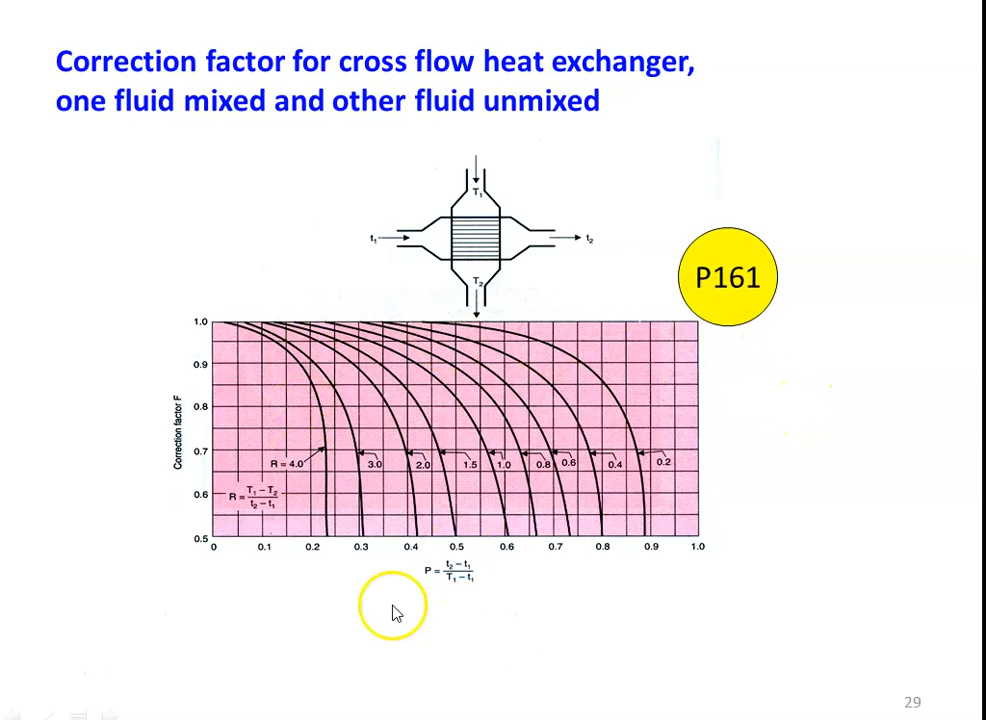 Correction factor for cross flow heat exchanger,
one fluid mixed and other fluid unmixed
T₁
t₁
t₂
T₂
P161
1.0
0.9
0.8
0.7
0.6
0.5
Correction factor F
R = 4.0
3.0
2.0
1.5
1.0
0.8
0.6
0.4
0.2
R = T₁ – T₂
t₂ – t₁
0
0.1
0.2
0.3
0.4
0.5
0.6
0.7
0.8
0.9
1.0
P = t₂ – t₁
T₁ – t₁
29